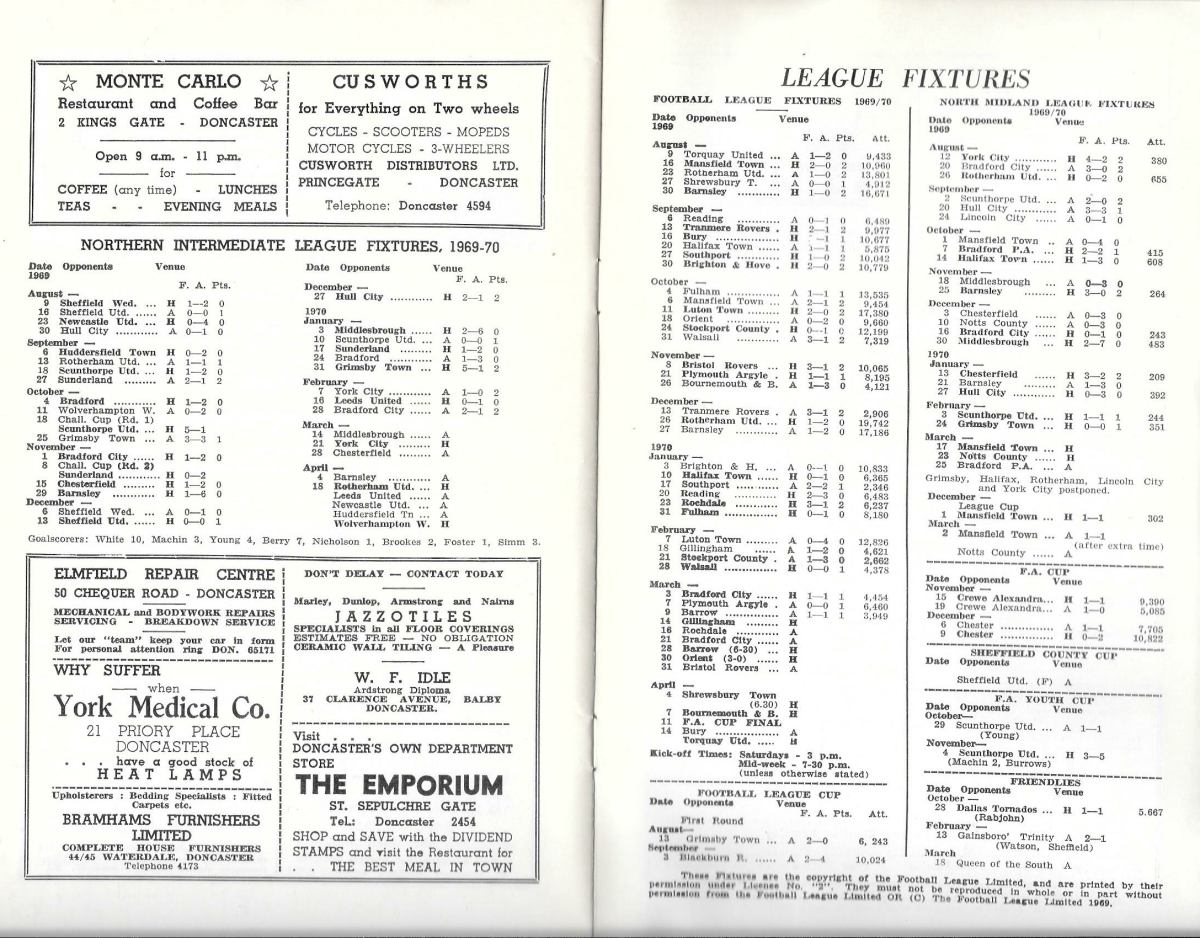 ☆ MONTE CARLO ☆
Restaurant and Coffee Bar
2 KINGS GATE - DONCASTER
Open 9 a.m. - 11 p.m.
for
COFFEE (any time) - LUNCHES
TEAS - - EVENING MEALS
CUSWORTHS
for Everything on Two wheels
CYCLES - SCOOTERS - MOPEDS
MOTOR CYCLES - 3-WHEELERS
CUSWORTH DISTRIBUTORS LTD.
PRINCEGATE - DONCASTER
Telephone: Doncaster 4594
NORTHERN INTERMEDIATE LEAGUE FIXTURES, 1969-70
Date Opponents Venue
1969 F. A. Pts.
August —
9 Sheffield Wed. ... H 1—2 0
16 Sheffield Utd. ... A 0—0 1
23 Newcastle Utd. ... H 0—4 0
30 Hull City ............ A 0—1 0
September —
6 Huddersfield Town H 0—2 0
13 Rotherham Utd. ... A 1—1 1
18 Scunthorpe Utd. ... H 1—2 0
27 Sunderland ......... A 2—1 2
October —
4 Bradford ............ H 1—2 0
11 Wolverhampton W. A 0—2 0
18 Chall. Cup (Rd. 1)
Scunthorpe Utd. ... H 5—1
25 Grimsby Town ... A 3—3 1
November —
1 Bradford City ...... H 1—2 0
8 Chall. Cup (Rd. 2)
Sunderland ......... H 0—2
15 Chesterfield ......... H 1—2 0
29 Barnsley ............ H 1—6 0
December —
6 Sheffield Wed. ... A 0—1 0
13 Sheffield Utd. ...... H 0—0 1
Date Opponents Venue
F. A. Pts.
December —
27 Hull City ............ H 2—1 2
1970
January —
3 Middlesbrough ...... H 2—6 0
10 Scunthorpe Utd. ... A 0—0 1
17 Sunderland ......... H 1—2 0
24 Bradford ............ A 1—3 0
31 Grimsby Town ... H 5—1 2
February —
7 York City ............ A 1—0 2
16 Leeds United ...... H 0—1 0
28 Bradford City ...... A 2—1 2
March —
14 Middlesbrough ...... A
21 York City ......... H
28 Chesterfield ......... A
April —
4 Barnsley ............ A
18 Rotherham Utd. ... H
Leeds United ...... A
Newcastle Utd. ... A
Huddersfield Tn ... A
Wolverhampton W. H
Goalscorers: White 10, Machin 3, Young 4, Berry 7, Nicholson 1, Brookes 2, Foster 1, Simm 3.
ELMFIELD REPAIR CENTRE
50 CHEQUER ROAD - DONCASTER
MECHANICAL and BODYWORK REPAIRS
SERVICING - BREAKDOWN SERVICE
Let our "team" keep your car in form
For personal attention ring DON. 65171
WHY SUFFER
— when —
York Medical Co.
21 PRIORY PLACE
DONCASTER
. . . have a good stock of
HEAT LAMPS
Upholsterers : Bedding Specialists : Fitted
Carpets etc.
BRAMHAMS FURNISHERS
LIMITED
COMPLETE HOUSE FURNISHERS
44/45 WATERDALE, DONCASTER
Telephone 4173
DON'T DELAY — CONTACT TODAY
Marley, Dunlop, Armstrong and Nairns
JAZZOTILES
SPECIALISTS in all FLOOR COVERINGS
ESTIMATES FREE — NO OBLIGATION
CERAMIC WALL TILING — A Pleasure
W. F. IDLE
Ardstrong Diploma
37 CLARENCE AVENUE, BALBY
DONCASTER.
Visit . . .
DONCASTER'S OWN DEPARTMENT
STORE
THE EMPORIUM
ST. SEPULCHRE GATE
TeL: Doncaster 2454
SHOP and SAVE with the DIVIDEND
STAMPS and visit the Restaurant for
. . THE BEST MEAL IN TOWN
LEAGUE FIXTURES
FOOTBALL LEAGUE FIXTURES 1969/70
Date Opponents Venue
1969 F. A. Pts. Att.
August —
9 Torquay United ... A 1—2 0 9,433
16 Mansfield Town ... H 2—0 2 10,960
23 Rotherham Utd. ... A 1—0 2 13,801
27 Shrewsbury T. ... A 0—0 1 4,912
30 Barnsley ............ H 1—0 2 16,671
September —
6 Reading ......... A 0—1 0 6,489
13 Tranmere Rovers . H 2—1 2 9,977
16 Bury ............... H —1 1 10,677
20 Halifax Town ... A 1—1 1 5,875
27 Southport ......... H 1—0 2 10,042
30 Brighton & Hove . H 2—0 2 10,779
October —
4 Fulham ............ A 1—1 1 13,535
6 Mansfield Town ... A 2—1 2 9,454
11 Luton Town ...... H 2—0 2 17,380
18 Orient ............ A 0—2 0 9,660
24 Stockport County . H 0—1 0 12,199
31 Walsall ............ A 3—1 2 7,319
November —
8 Bristol Rovers ... H 3—1 2 10,065
21 Plymouth Argyle . H 1—1 1 8,195
26 Bournemouth & B. A 1—3 0 4,121
December —
13 Tranmere Rovers . A 3—1 2 2,906
26 Rotherham Utd. ... H 1—2 0 19,742
27 Barnsley ......... A 1—2 0 17,186
1970
January —
3 Brighton & H. ... A 0—1 0 10,833
10 Halifax Town ... H 0—1 0 6,365
17 Southport ......... A 2—2 1 2,346
20 Reading ............ H 2—3 0 6,483
23 Rochdale ......... H 3—1 2 6,237
31 Fulham ............ H 0—1 0 8,180
February —
7 Luton Town ...... A 0—4 0 12,826
18 Gillingham ...... A 1—2 0 4,621
21 Stockport County . A 1—3 0 2,662
28 Walsall ............ H 0—0 1 4,378
March —
3 Bradford City ...... H 1—1 1 4,454
7 Plymouth Argyle . A 0—0 1 6,460
9 Barrow ............ A 1—1 1 3,949
14 Gillingham ...... H
16 Rochdale ......... A
21 Bradford City ... A
28 Barrow (6-30) ... H
30 Orient (3-0) ...... H
31 Bristol Rovers ... A
April —
4 Shrewsbury Town
(6.30) H
7 Bournemouth & B. H
11 F.A. CUP FINAL
14 Bury ............... A
Torquay Utd. ..... H
Kick-off Times: Saturdays - 3 p.m.
Mid-week - 7-30 p.m.
(unless otherwise stated)
FOOTBALL LEAGUE CUP
Date Opponents Venue
F. A. Pts. Att.
First Round
August—
13 Grimsby Town ... A 2—0 6, 243
September —
3 Blackburn R. ...... A 2—4 10,024
NORTH MIDLAND LEAGUE FIXTURES
1969/70
Date Opponents Venue
1969 F. A. Pts. Att.
August —
12 York City ............ H 4—2 2 380
20 Bradford City ...... A 3—0 2
26 Rotherham Utd. ... H 0—2 0 655
September —
2 Scunthorpe Utd. ... A 2—0 2
20 Hull City ............ A 3—3 1
24 Lincoln City ...... A 0—1 0
October —
1 Mansfield Town .. A 0—4 0
7 Bradford P.A. ...... H 2—2 1 415
14 Halifax Town ...... H 1—3 0 608
November —
18 Middlesbrough ... A 0—3 0
25 Barnsley ............ H 3—0 2 264
December —
3 Chesterfield ......... A 0—3 0
10 Notts County ...... A 0—3 0
16 Bradford City ...... H 0—1 0 243
30 Middlesbrough ... H 2—7 0 483
1970
January —
13 Chesterfield ......... H 3—2 2 209
21 Barnsley ............ A 1—3 0
27 Hull City ............ H 0—3 0 392
February —
3 Scunthorpe Utd. ... H 1—1 1 244
24 Grimsby Town ... H 0—0 1 351
March —
17 Mansfield Town ... H
23 Notts County ...... H
25 Bradford P.A. ... A
Grimsby, Halifax, Rotherham, Lincoln City
and York City postponed.
December —
League Cup
1 Mansfield Town ... H 1—1 302
March —
2 Mansfield Town ... A 1—1
(after extra time)
Notts County ...... A
F.A. CUP
Date Opponents Venue
November —
15 Crewe Alexandra... H 1—1 9,390
19 Crewe Alexandra... A 1—0 5,085
December —
6 Chester ............ A 1—1 7,705
9 Chester ............ H 0—2 10,822
SHEFFIELD COUNTY CUP
Date Opponents Venue
Sheffield Utd. (F) A
F.A. YOUTH CUP
Date Opponents Venue
October—
29 Scunthorpe Utd. ... A 1—1
(Young)
November—
4 Scunthorpe Utd. ... H 3—5
(Machin 2, Burrows)
FRIENDLIES
Date Opponents Venue
October —
28 Dallas Tornados ... H 1—1 5.667
(Rabjohn)
February —
13 Gainsboro' Trinity A 2—1
(Watson, Sheffield)
March
18 Queen of the South A
These Fixtures are the copyright of the Football League Limited, and are printed by their
permission under License No. "2". They must not be reproduced in whole or in part without
permission from the Football League Limited OR (C) The Football League Limited 1969.